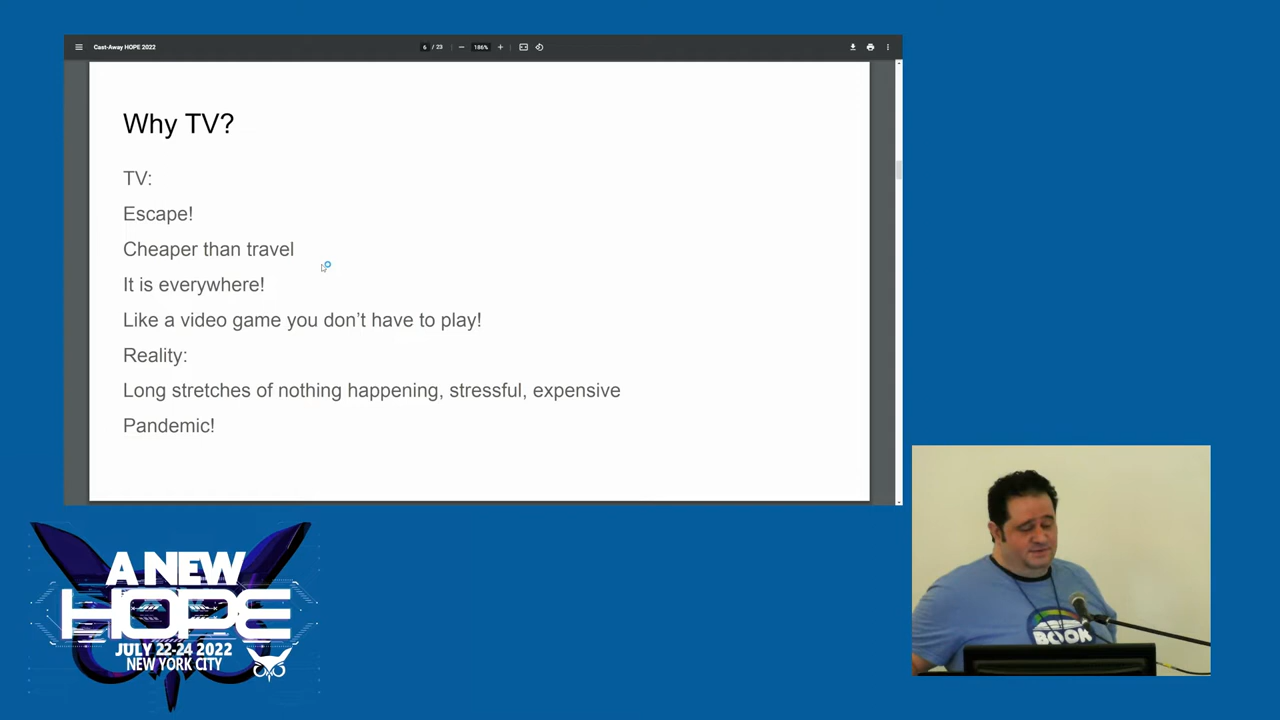 Cast-Away HOPE 2022
6 / 23
186%
Why TV?
TV:
Escape!
Cheaper than travel
It is everywhere!
Like a video game you don’t have to play!
Reality:
Long stretches of nothing happening, stressful, expensive
Pandemic!
A NEW
HOPE
JULY 22-24 2022
NEW YORK CITY
BOOK